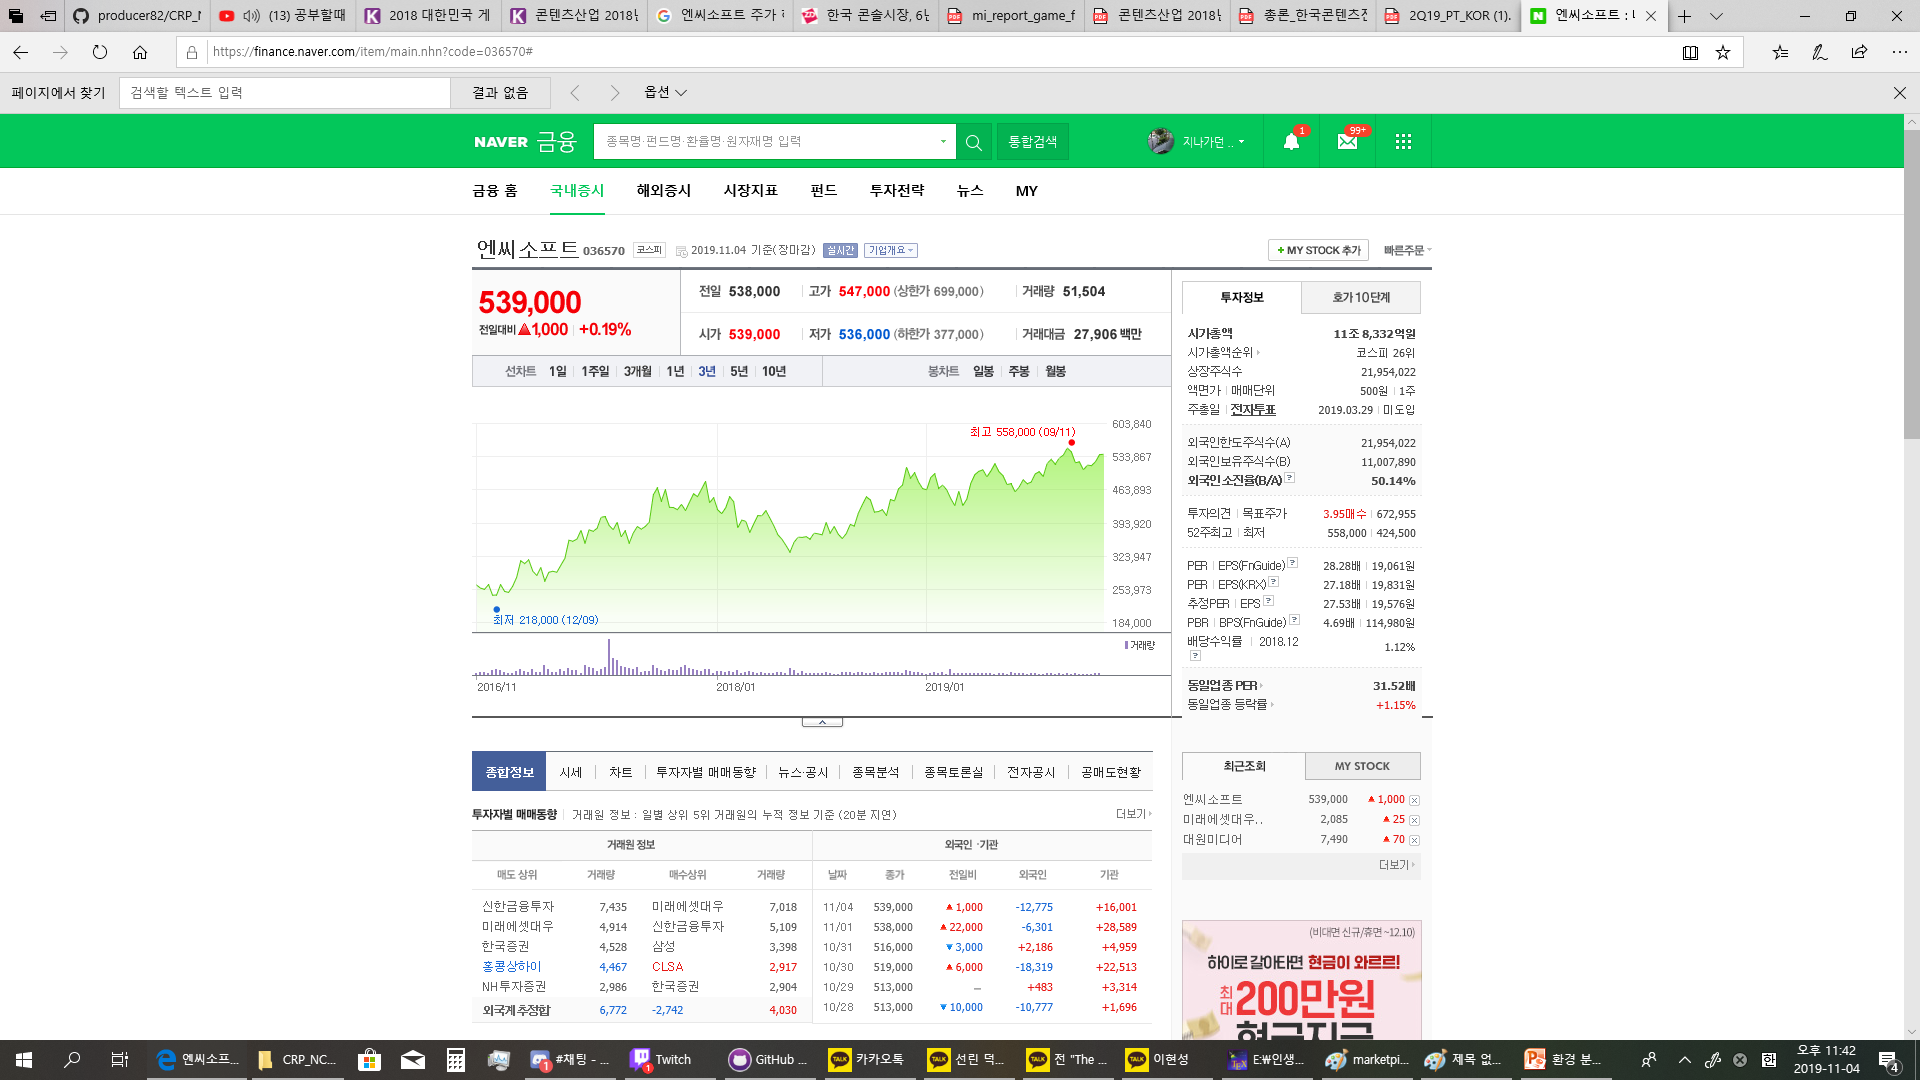 producer82/CRP_N
(13) 공부할때
2018 대한민국 게
콘텐츠산업 2018년
엔씨소프트 주가
한국 콘솔시장, 6년
mi_report_game_f
콘텐츠산업 2018년
총론_한국콘텐츠진
2Q19_PT_KOR (1).
엔씨소프트 :
https://finance.naver.com/item/main.nhn?code=036570#
페이지에서 찾기 검색할 텍스트 입력 결과 없음 옵션
NAVER 금융 종목명·펀드명·환율명·원자재명 입력 통합검색 지나가던 .. 1 99+
금융 홈 국내증시 해외증시 시장지표 펀드 투자전략 뉴스 MY
엔씨소프트 036570 코스피 2019.11.04 기준(장마감) 실시간 기업개요
+ MY STOCK 추가 빠른주문
539,000
전일대비 ▲1,000 +0.19%
전일 538,000 고가 547,000 (상한가 699,000) 거래량 51,504
시가 539,000 저가 536,000 (하한가 377,000) 거래대금 27,906 백만
선차트 1일 1주일 3개월 1년 3년 5년 10년 봉차트 일봉 주봉 월봉
최고 558,000 (09/11)
최저 218,000 (12/09)
603,840
533,867
463,893
393,920
323,947
253,973
184,000
거래량
2016/11 2018/01 2019/01
투자정보 호가 10단계
시가총액 11조 8,332억원
시가총액순위 코스피 26위
상장주식수 21,954,022
액면가 매매단위 500원 1주
주총일 전자투표 2019.03.29 미도입
외국인한도주식수(A) 21,954,022
외국인보유주식수(B) 11,007,890
외국인소진율(B/A) ? 50.14%
투자의견 목표주가 3.95매수 672,955
52주최고 최저 558,000 424,500
PER EPS(FnGuide) ? 28.28배 19,061원
PER EPS(KRX) ? 27.18배 19,831원
추정PER EPS ? 27.53배 19,576원
PBR BPS(FnGuide) ? 4.69배 114,980원
배당수익률 2018.12 ? 1.12%
동일업종 PER 31.52배
동일업종 등락률 +1.15%
종합정보 시세 차트 투자자별 매매동향 뉴스·공시 종목분석 종목토론실 전자공시 공매도현황
투자자별 매매동향 거래원 정보 : 일별 상위 5위 거래원의 누적 정보 기준 (20분 지연) 더보기
거래원 정보 외국인·기관
매도 상위 거래량 매수상위 거래량 날짜 종가 전일비 외국인 기관
신한금융투자 7,435 미래에셋대우 7,018 11/04 539,000 ▲1,000 -12,775 +16,001
미래에셋대우 4,914 신한금융투자 5,109 11/01 538,000 ▲22,000 -6,301 +28,589
한국증권 4,528 삼성 3,398 10/31 516,000 ▼3,000 +2,186 +4,959
홍콩상하이 4,467 CLSA 2,917 10/30 519,000 ▲6,000 -18,319 +22,513
NH투자증권 2,986 한국증권 2,904 10/29 513,000 – +483 +3,314
외국계추정합 6,772 -2,742 4,030 10/28 513,000 ▼10,000 -10,777 +1,696
최근조회 MY STOCK
엔씨소프트 539,000 ▲1,000
미래에셋대우.. 2,085 ▲25
대원미디어 7,490 ▲70
더보기
(비대면 신규/휴면 ~12.10)
하이로 갈아타면 현금이 와르르!
최대 200만원
현금지급
엔씨소프... CRP_NC... #채팅 - ... 1 Twitch 1 GitHub ... 카카오톡 선린 덕... 전 "The ... 이현성 E:₩인생... marketpi... 제목 없... 환경 분... 한
오후 11:42
2019-11-04
4